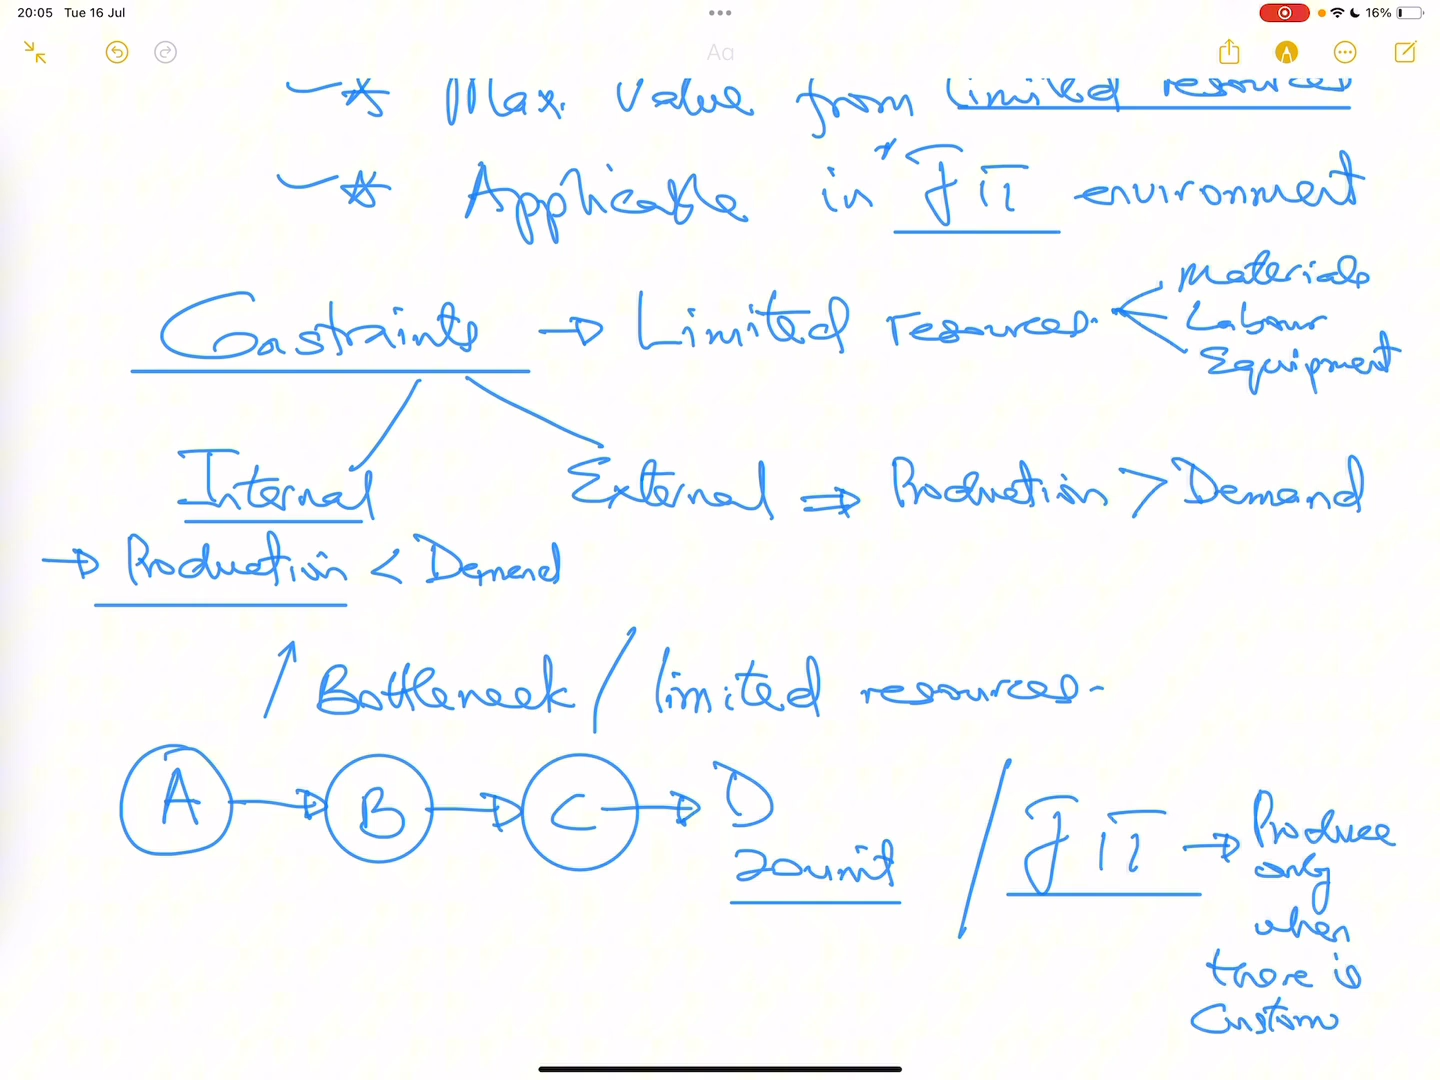 20:05 Tue 16 Jul
16%
Aa
Max. Value from limited resources
Applicable in JIT environment
Constraints → Limited resources.
Materials
Labour
Equipment
Internal
External ⇒ Production > Demand
→ Production < Demand
Bottleneck / limited resources.
A → B → C → D
20 unit
/ JIT → Produce
only
when
there is
Custom